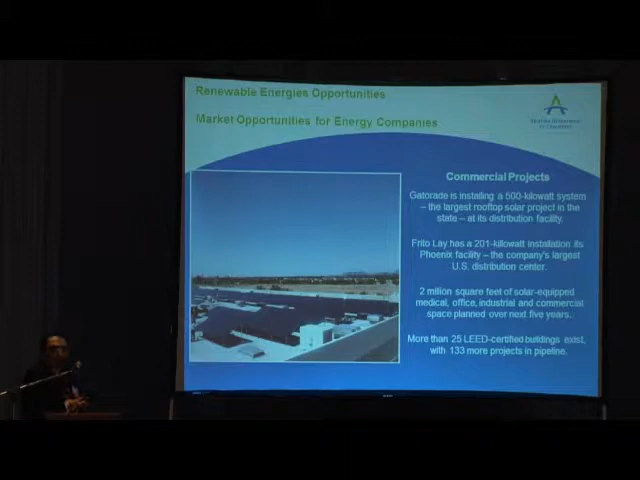 Renewable Energies Opportunities
Market Opportunities for Energy Companies
Commercial Projects
Gatorade is installing a 500-kilowatt system
– the largest rooftop solar project in the
state – at its distribution facility.
Frito Lay has a 201-kilowatt installation its
Phoenix facility – the company's largest
U.S. distribution center.
2 million square feet of solar-equipped
medical, office, industrial and commercial
space planned over next five years.
More than 25 LEED-certified buildings exist,
with 133 more projects in pipeline.